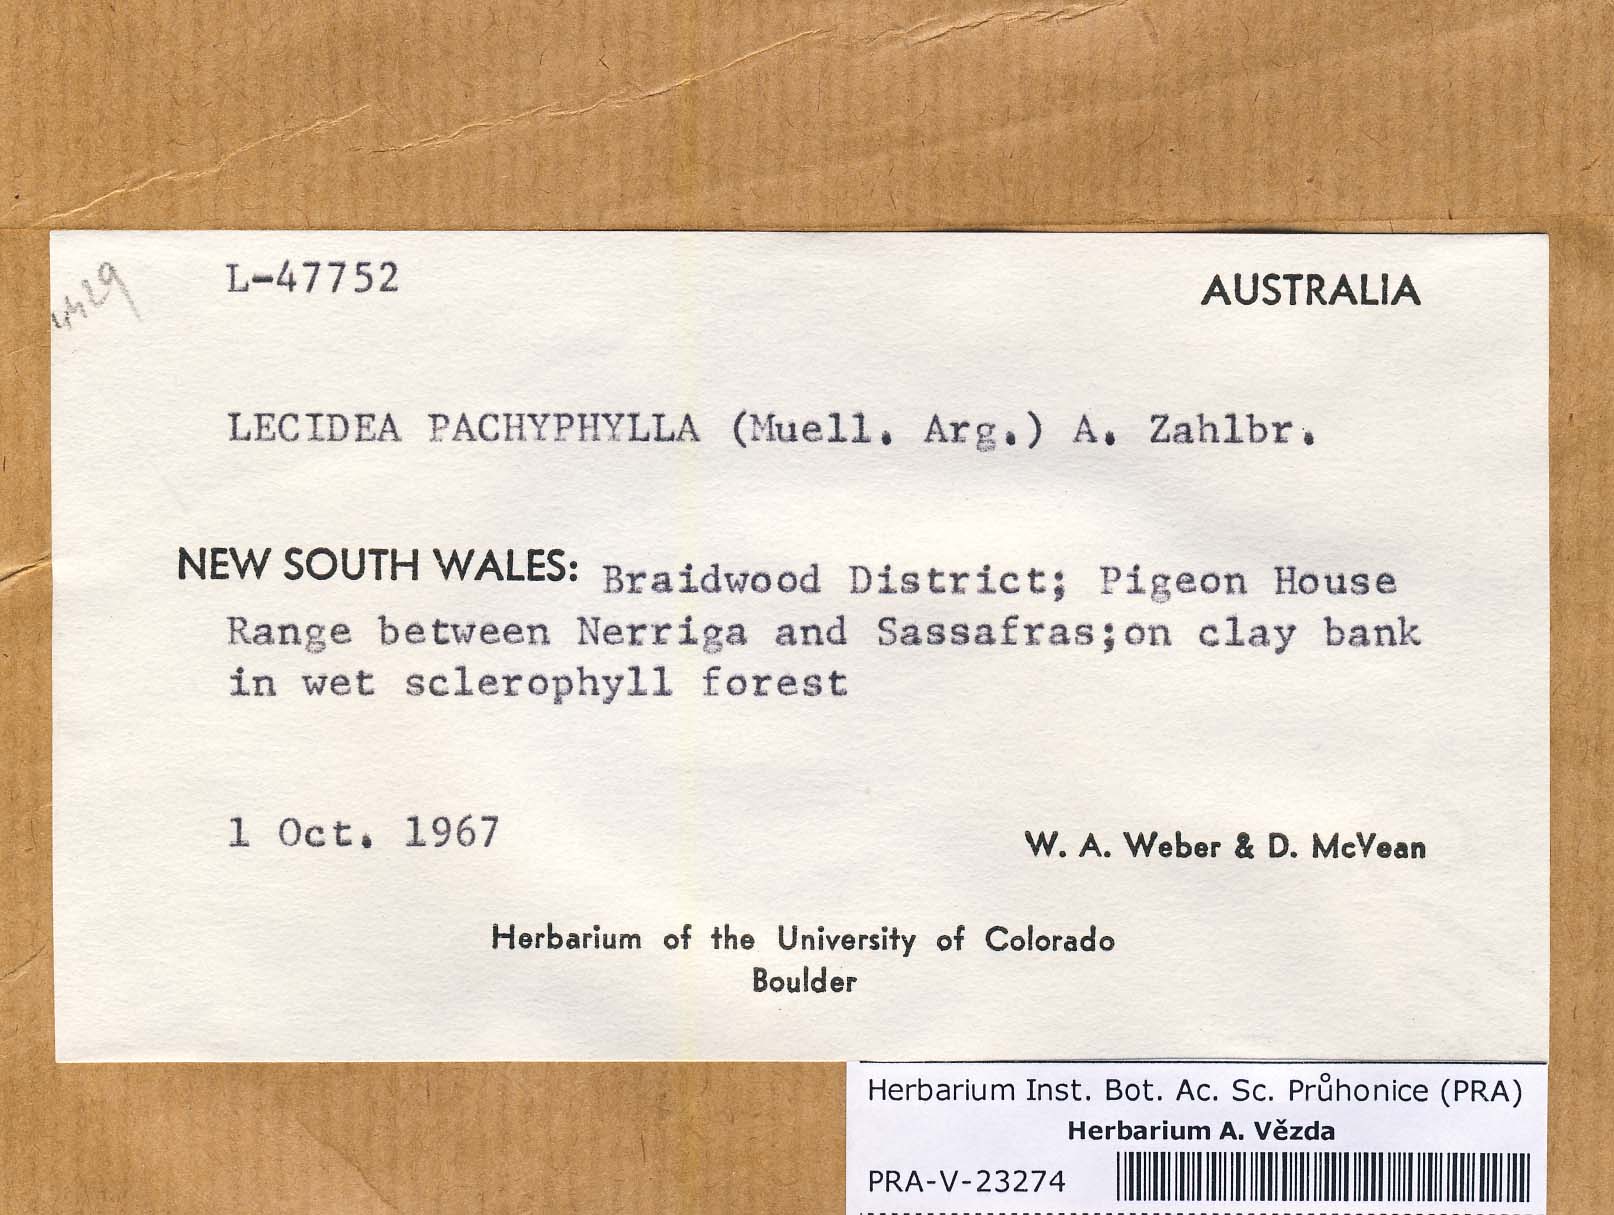 L-47752
AUSTRALIA
LECIDEA PACHYPHYLLA (Muell. Arg.) A. Zahlbr.
NEW SOUTH WALES: Braidwood District; Pigeon House
Range between Nerriga and Sassafras;on clay bank
in wet sclerophyll forest
1 Oct. 1967
W. A. Weber & D. McVean
Herbarium of the University of Colorado
Boulder
Herbarium Inst. Bot. Ac. Sc. Průhonice (PRA)
Herbarium A. Vězda
PRA-V-23274